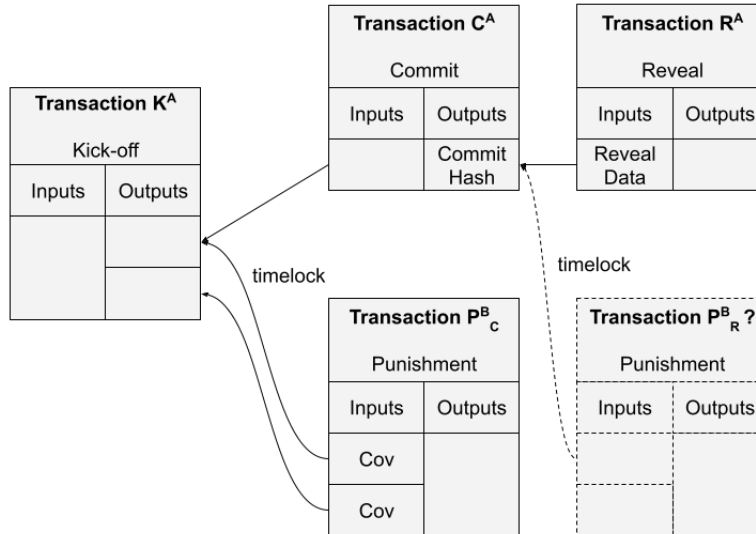 Transaction K^A
Kick-off
Inputs Outputs
Transaction C^A
Commit
Inputs Outputs
Commit
Hash
Transaction R^A
Reveal
Inputs Outputs
Reveal
Data
timelock
timelock
Transaction P^B_C
Punishment
Inputs Outputs
Cov
Cov
Transaction P^B_R ?
Punishment
Inputs Outputs